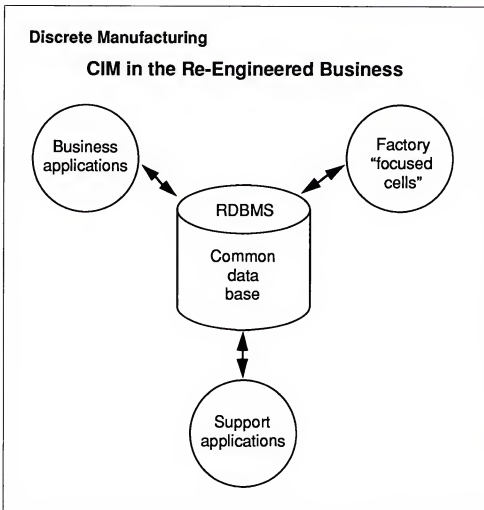 Discrete Manufacturing
CIM in the Re-Engineered Business
Business
applications
Factory
“focused
cells”
RDBMS
Common
data
base
Support
applications